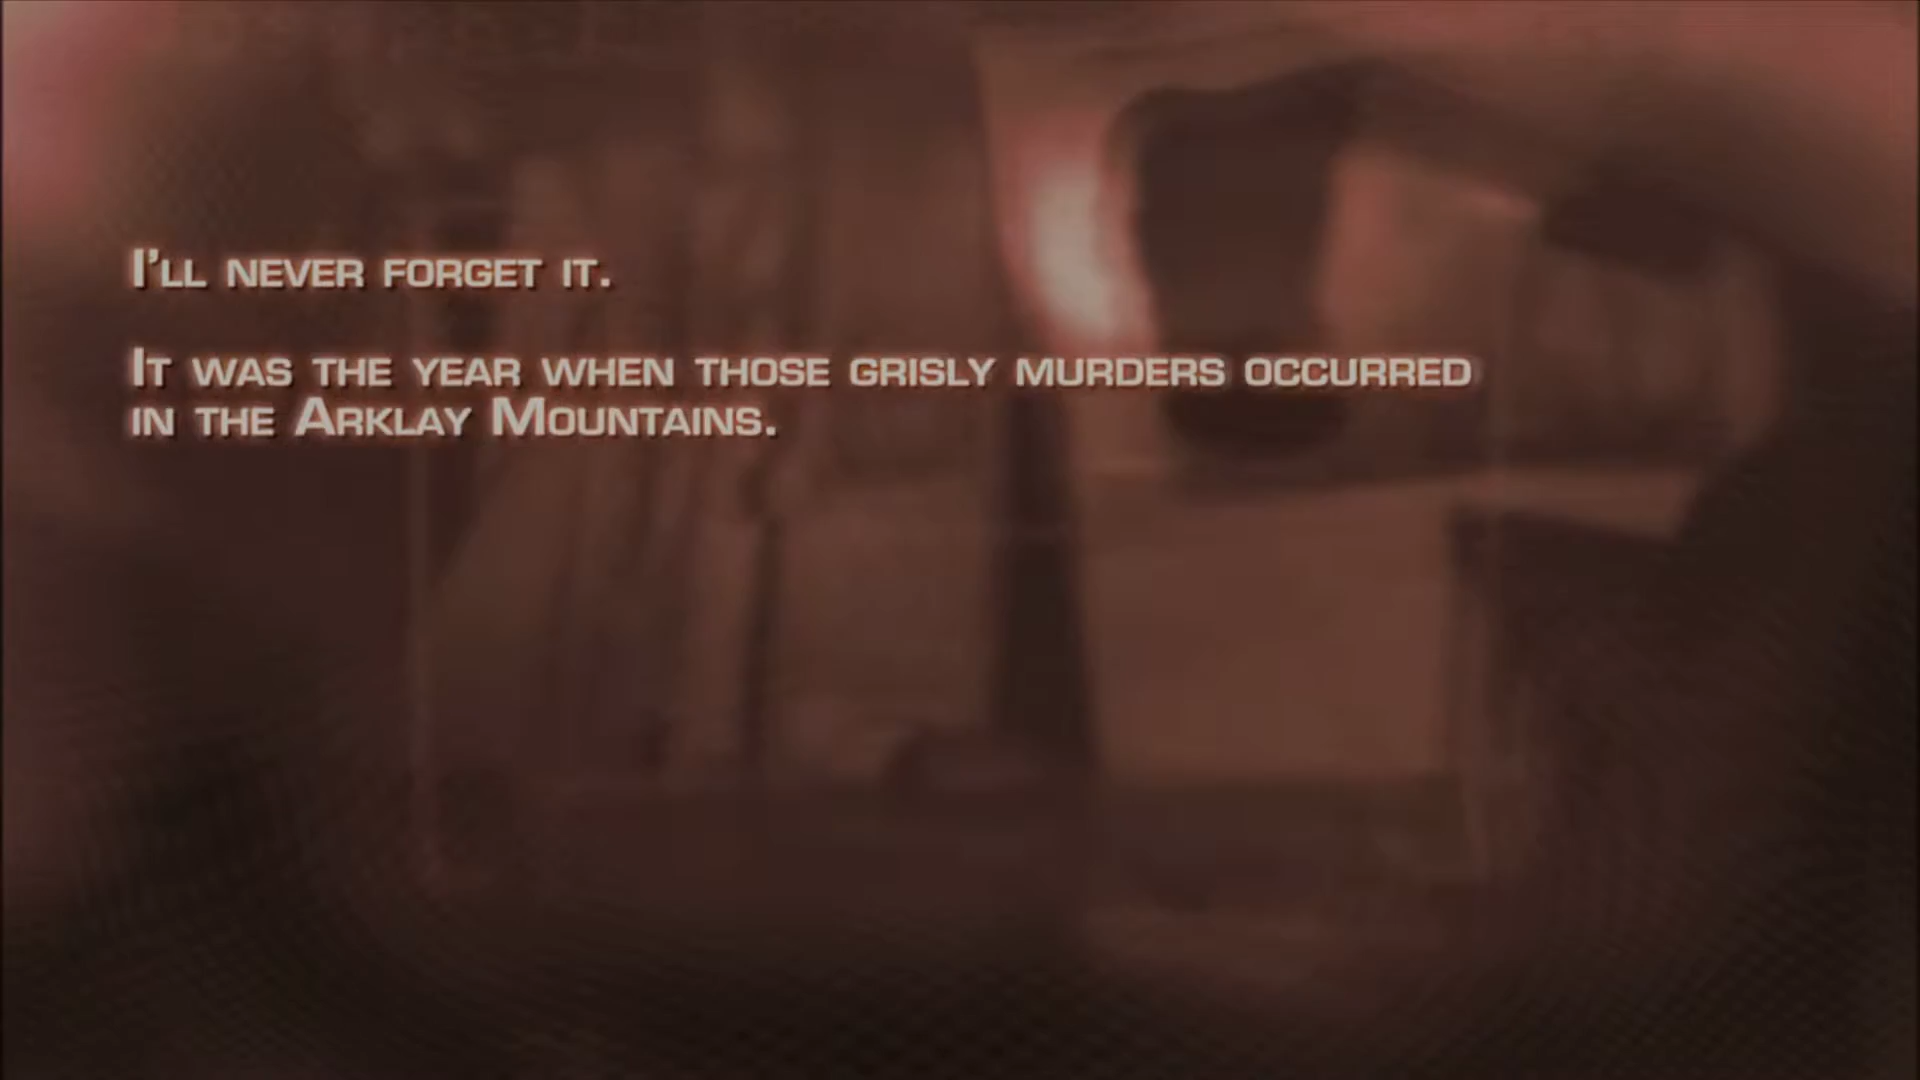 I'll never forget it.
It was the year when those grisly murders occurred
in the Arklay Mountains.